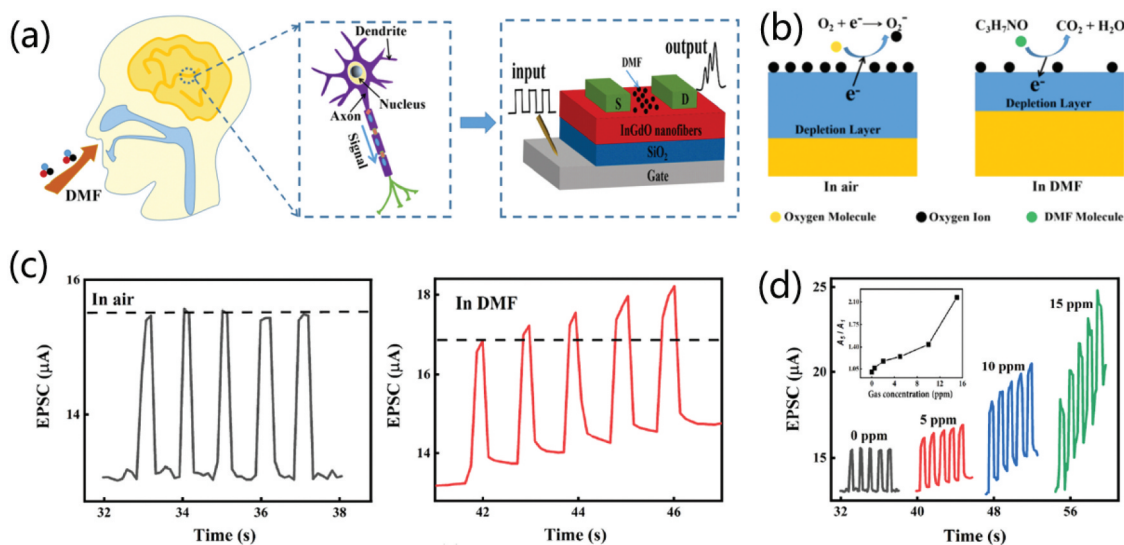 (a)
Dendrite
Nucleus
Axon
Signal
DMF
input
output
DMF
S
D
InGdO nanofibers
SiO₂
Gate
(b)
O₂ + e⁻ → O₂⁻
e⁻
Depletion Layer
In air
C₃H₇NO
CO₂ + H₂O
e⁻
Depletion Layer
In DMF
Oxygen Molecule
Oxygen Ion
DMF Molecule
(c)
In air
EPSC (μA)
16
14
32
34
36
38
Time (s)
In DMF
EPSC (μA)
18
16
14
42
44
46
Time (s)
(d)
EPSC (μA)
25
20
15
32
40
48
56
Time (s)
0 ppm
5 ppm
10 ppm
15 ppm
A₅ / A₁
2.10
1.75
1.40
1.05
0
4
8
12
16
Gas concentration (ppm)